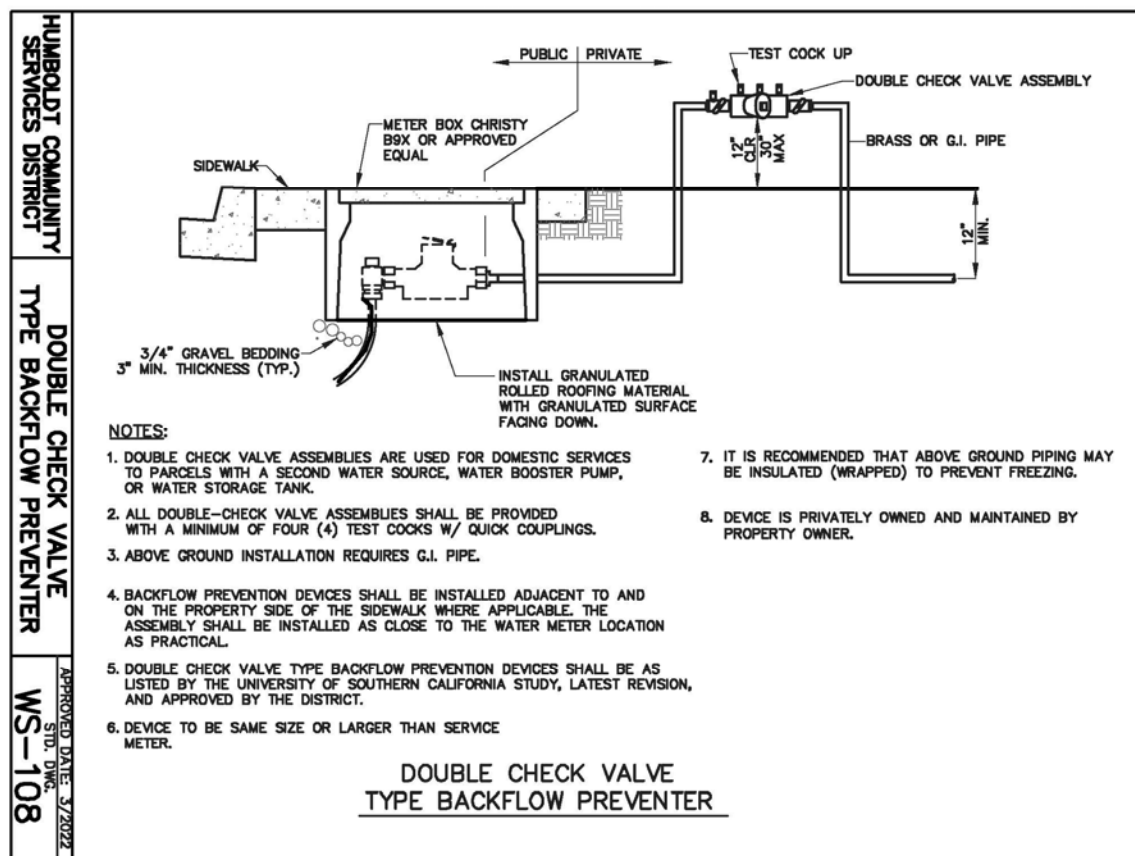 HUMBOLDT COMMUNITY
SERVICES DISTRICT
DOUBLE CHECK VALVE
TYPE BACKFLOW PREVENTER
APPROVED DATE: 3/2022
STD. DWG.
WS-108
PUBLIC
PRIVATE
TEST COCK UP
DOUBLE CHECK VALVE ASSEMBLY
METER BOX CHRISTY
B9X OR APPROVED
EQUAL
12"
CLR
30"
MAX
BRASS OR G.I. PIPE
SIDEWALK
12"
MIN.
3/4" GRAVEL BEDDING
3" MIN. THICKNESS (TYP.)
INSTALL GRANULATED
ROLLED ROOFING MATERIAL
WITH GRANULATED SURFACE
FACING DOWN.
NOTES:
1. DOUBLE CHECK VALVE ASSEMBLIES ARE USED FOR DOMESTIC SERVICES
TO PARCELS WITH A SECOND WATER SOURCE, WATER BOOSTER PUMP,
OR WATER STORAGE TANK.
2. ALL DOUBLE-CHECK VALVE ASSEMBLIES SHALL BE PROVIDED
WITH A MINIMUM OF FOUR (4) TEST COCKS W/ QUICK COUPLINGS.
3. ABOVE GROUND INSTALLATION REQUIRES G.I. PIPE.
4. BACKFLOW PREVENTION DEVICES SHALL BE INSTALLED ADJACENT TO AND
ON THE PROPERTY SIDE OF THE SIDEWALK WHERE APPLICABLE. THE
ASSEMBLY SHALL BE INSTALLED AS CLOSE TO THE WATER METER LOCATION
AS PRACTICAL.
5. DOUBLE CHECK VALVE TYPE BACKFLOW PREVENTION DEVICES SHALL BE AS
LISTED BY THE UNIVERSITY OF SOUTHERN CALIFORNIA STUDY, LATEST REVISION,
AND APPROVED BY THE DISTRICT.
6. DEVICE TO BE SAME SIZE OR LARGER THAN SERVICE
METER.
7. IT IS RECOMMENDED THAT ABOVE GROUND PIPING MAY
BE INSULATED (WRAPPED) TO PREVENT FREEZING.
8. DEVICE IS PRIVATELY OWNED AND MAINTAINED BY
PROPERTY OWNER.
DOUBLE CHECK VALVE
TYPE BACKFLOW PREVENTER